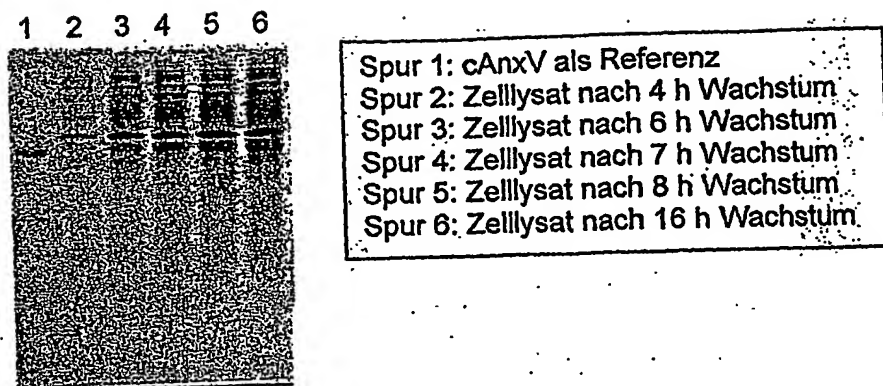 1 2 3 4 5 6
Spur 1: cAnxV als Referenz
Spur 2: Zelllysat nach 4 h Wachstum
Spur 3: Zelllysat nach 6 h Wachstum
Spur 4: Zelllysat nach 7 h Wachstum
Spur 5: Zelllysat nach 8 h Wachstum
Spur 6: Zelllysat nach 16 h Wachstum